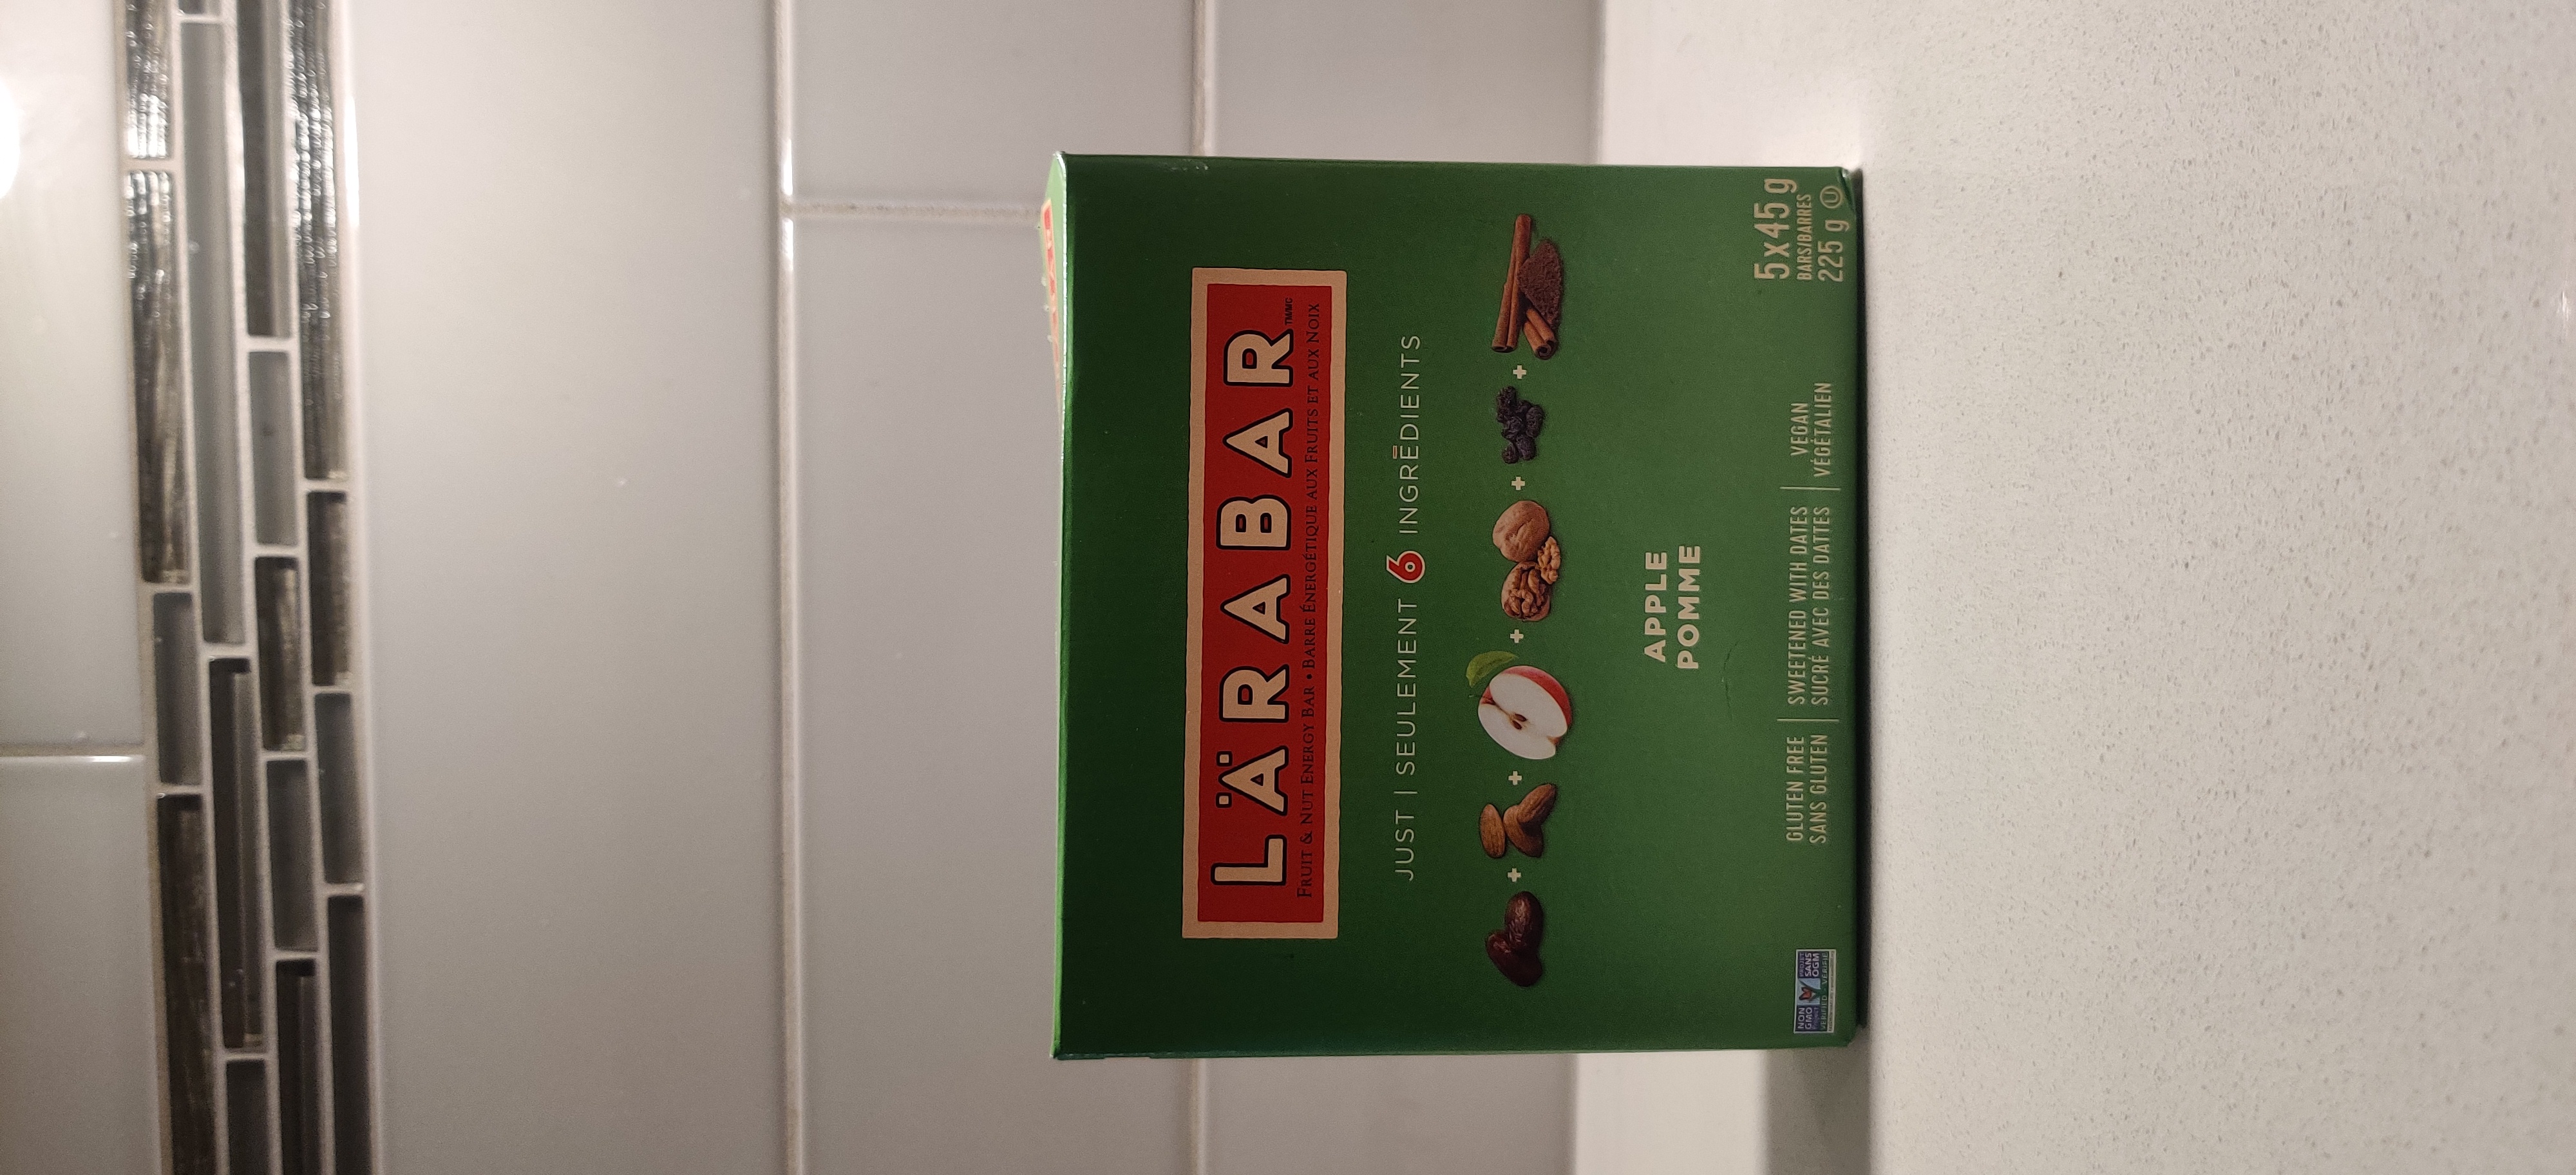 LÄRABAR
TM/MC
FRUIT & NUT ENERGY BAR • BARRE ÉNERGÉTIQUE AUX FRUITS ET AUX NOIX
JUST | SEULEMENT 6 INGRĒDIENTS
APPLE
POMME
GLUTEN FREE
SANS GLUTEN
SWEETENED WITH DATES
SUCRÉ AVEC DES DATTES
VEGAN
VÉGÉTALIEN
NON
GMO
Project
VERIFIED
PROJET
SANS
OGM
VÉRIFIÉ
5x45 g
BARS/BARRES
225 g U